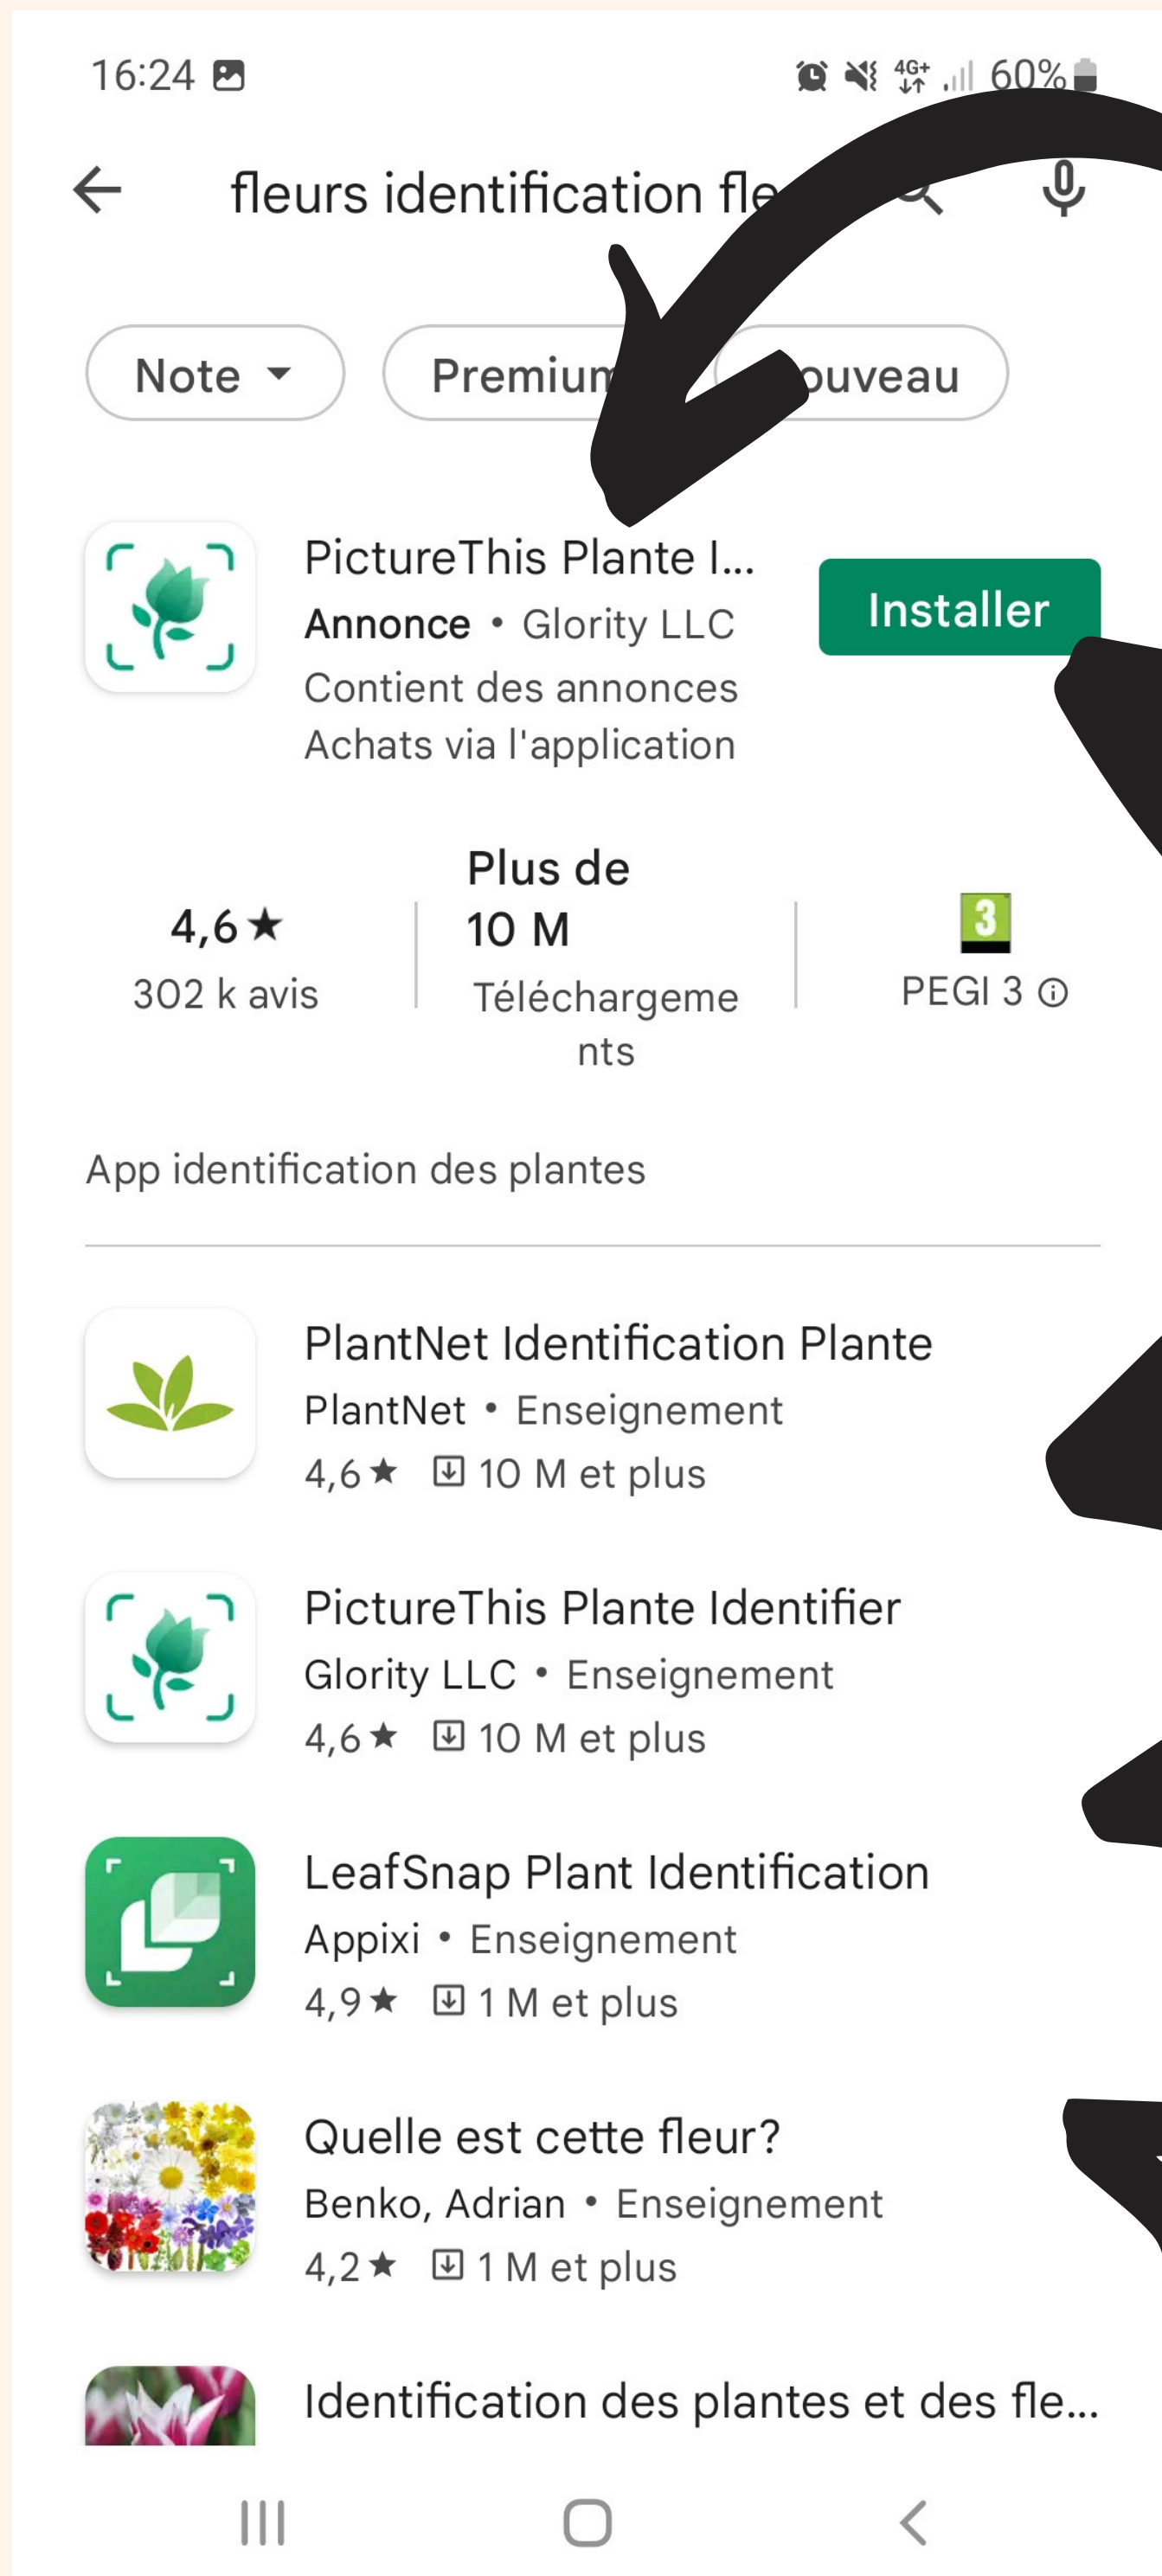 16:24
4G+ 60%
fleurs identification fle
Note Premium ouveau
PictureThis Plante I...
Annonce • Glority LLC
Installer
Contient des annonces
Achats via l'application
4,6★
302 k avis
Plus de
10 M
Téléchargeme
nts
3
PEGI 3
App identification des plantes
PlantNet Identification Plante
PlantNet • Enseignement
4,6★ 10 M et plus
PictureThis Plante Identifier
Glority LLC • Enseignement
4,6★ 10 M et plus
LeafSnap Plant Identification
Appixi • Enseignement
4,9★ 1 M et plus
Quelle est cette fleur?
Benko, Adrian • Enseignement
4,2★ 1 M et plus
Identification des plantes et des fle...